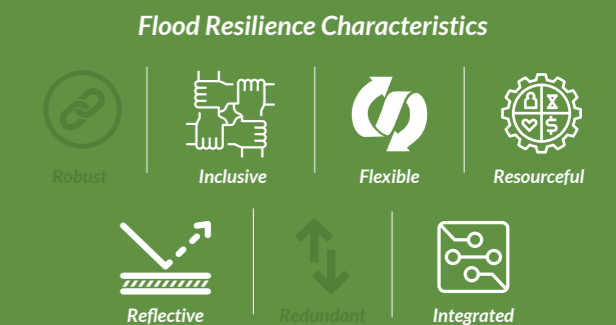 Flood Resilience Characteristics
Robust
Inclusive
Flexible
Resourceful
$
Reflective
Redundant
Integrated